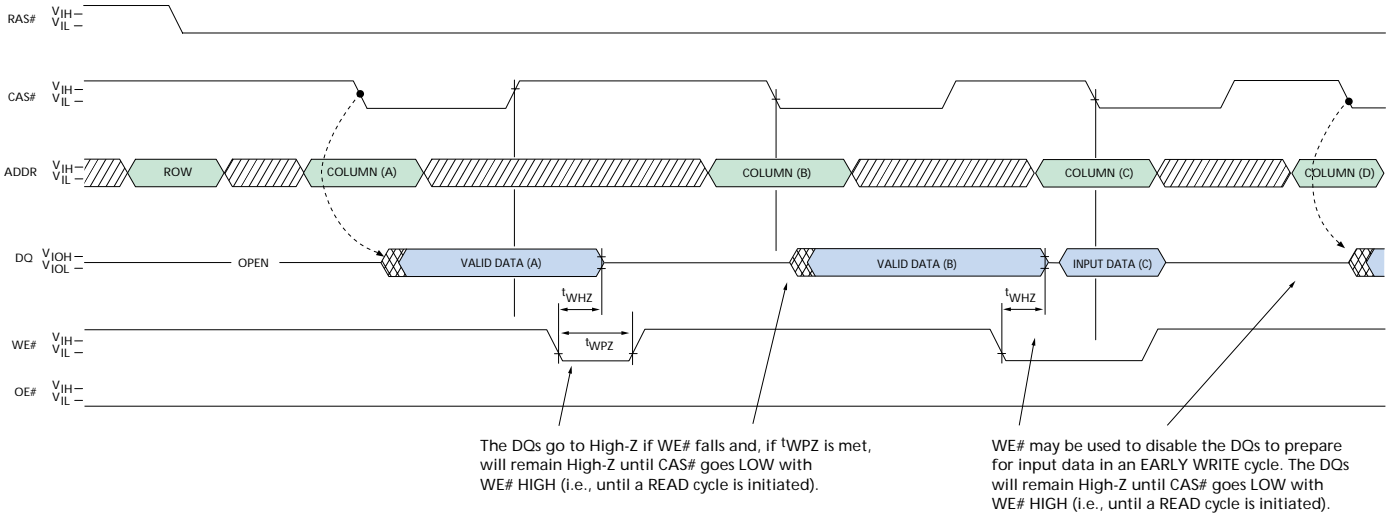 RAS# VIH VIL
CAS# VIH VIL
ADDR VIH VIL ROW COLUMN (A) COLUMN (B) COLUMN (C) COLUMN (D)
DQ VIOH VIOL OPEN VALID DATA (A) VALID DATA (B) INPUT DATA (C)
tWHZ tWHZ
tWPZ
WE# VIH VIL
OE# VIH VIL
The DQs go to High-Z if WE# falls and, if tWPZ is met,
will remain High-Z until CAS# goes LOW with
WE# HIGH (i.e., until a READ cycle is initiated).
WE# may be used to disable the DQs to prepare
for input data in an EARLY WRITE cycle. The DQs
will remain High-Z until CAS# goes LOW with
WE# HIGH (i.e., until a READ cycle is initiated).